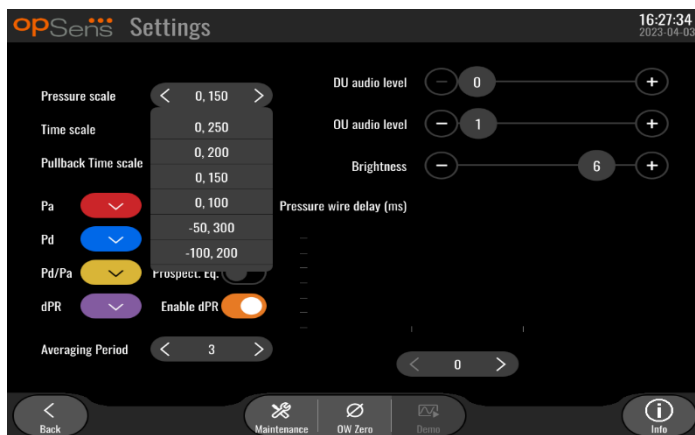 opSens Settings
16:27:34
2023-04-03
Pressure scale
0, 150
Time scale
0, 250
0, 200
Pullback Time scale
0, 150
0, 100
-50, 300
-100, 200
Pa
Pd
Pd/Pa
Prospect. Eq.
dPR
Enable dPR
Averaging Period
3
DU audio level
0
OU audio level
1
Brightness
6
Pressure wire delay (ms)
0
Back
Maintenance
OW Zero
Demo
Info